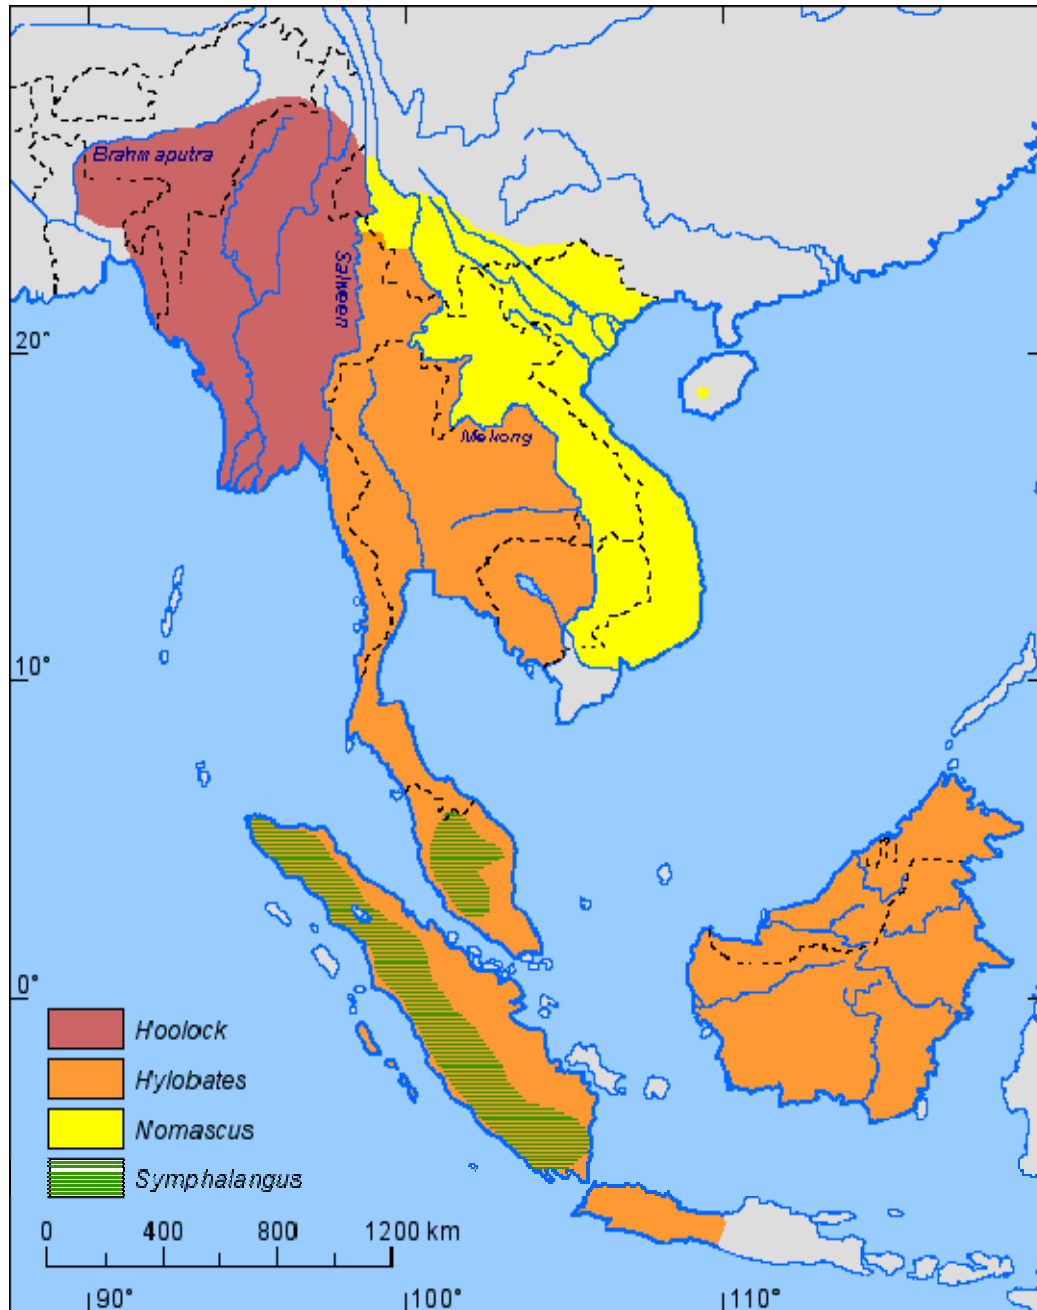 Brahmaputra
Salween
20°
Mekong
10°
0°
Hoolock
Hylobates
Nomascus
Symphalangus
0 400 800 1200 km
90° 100° 110°